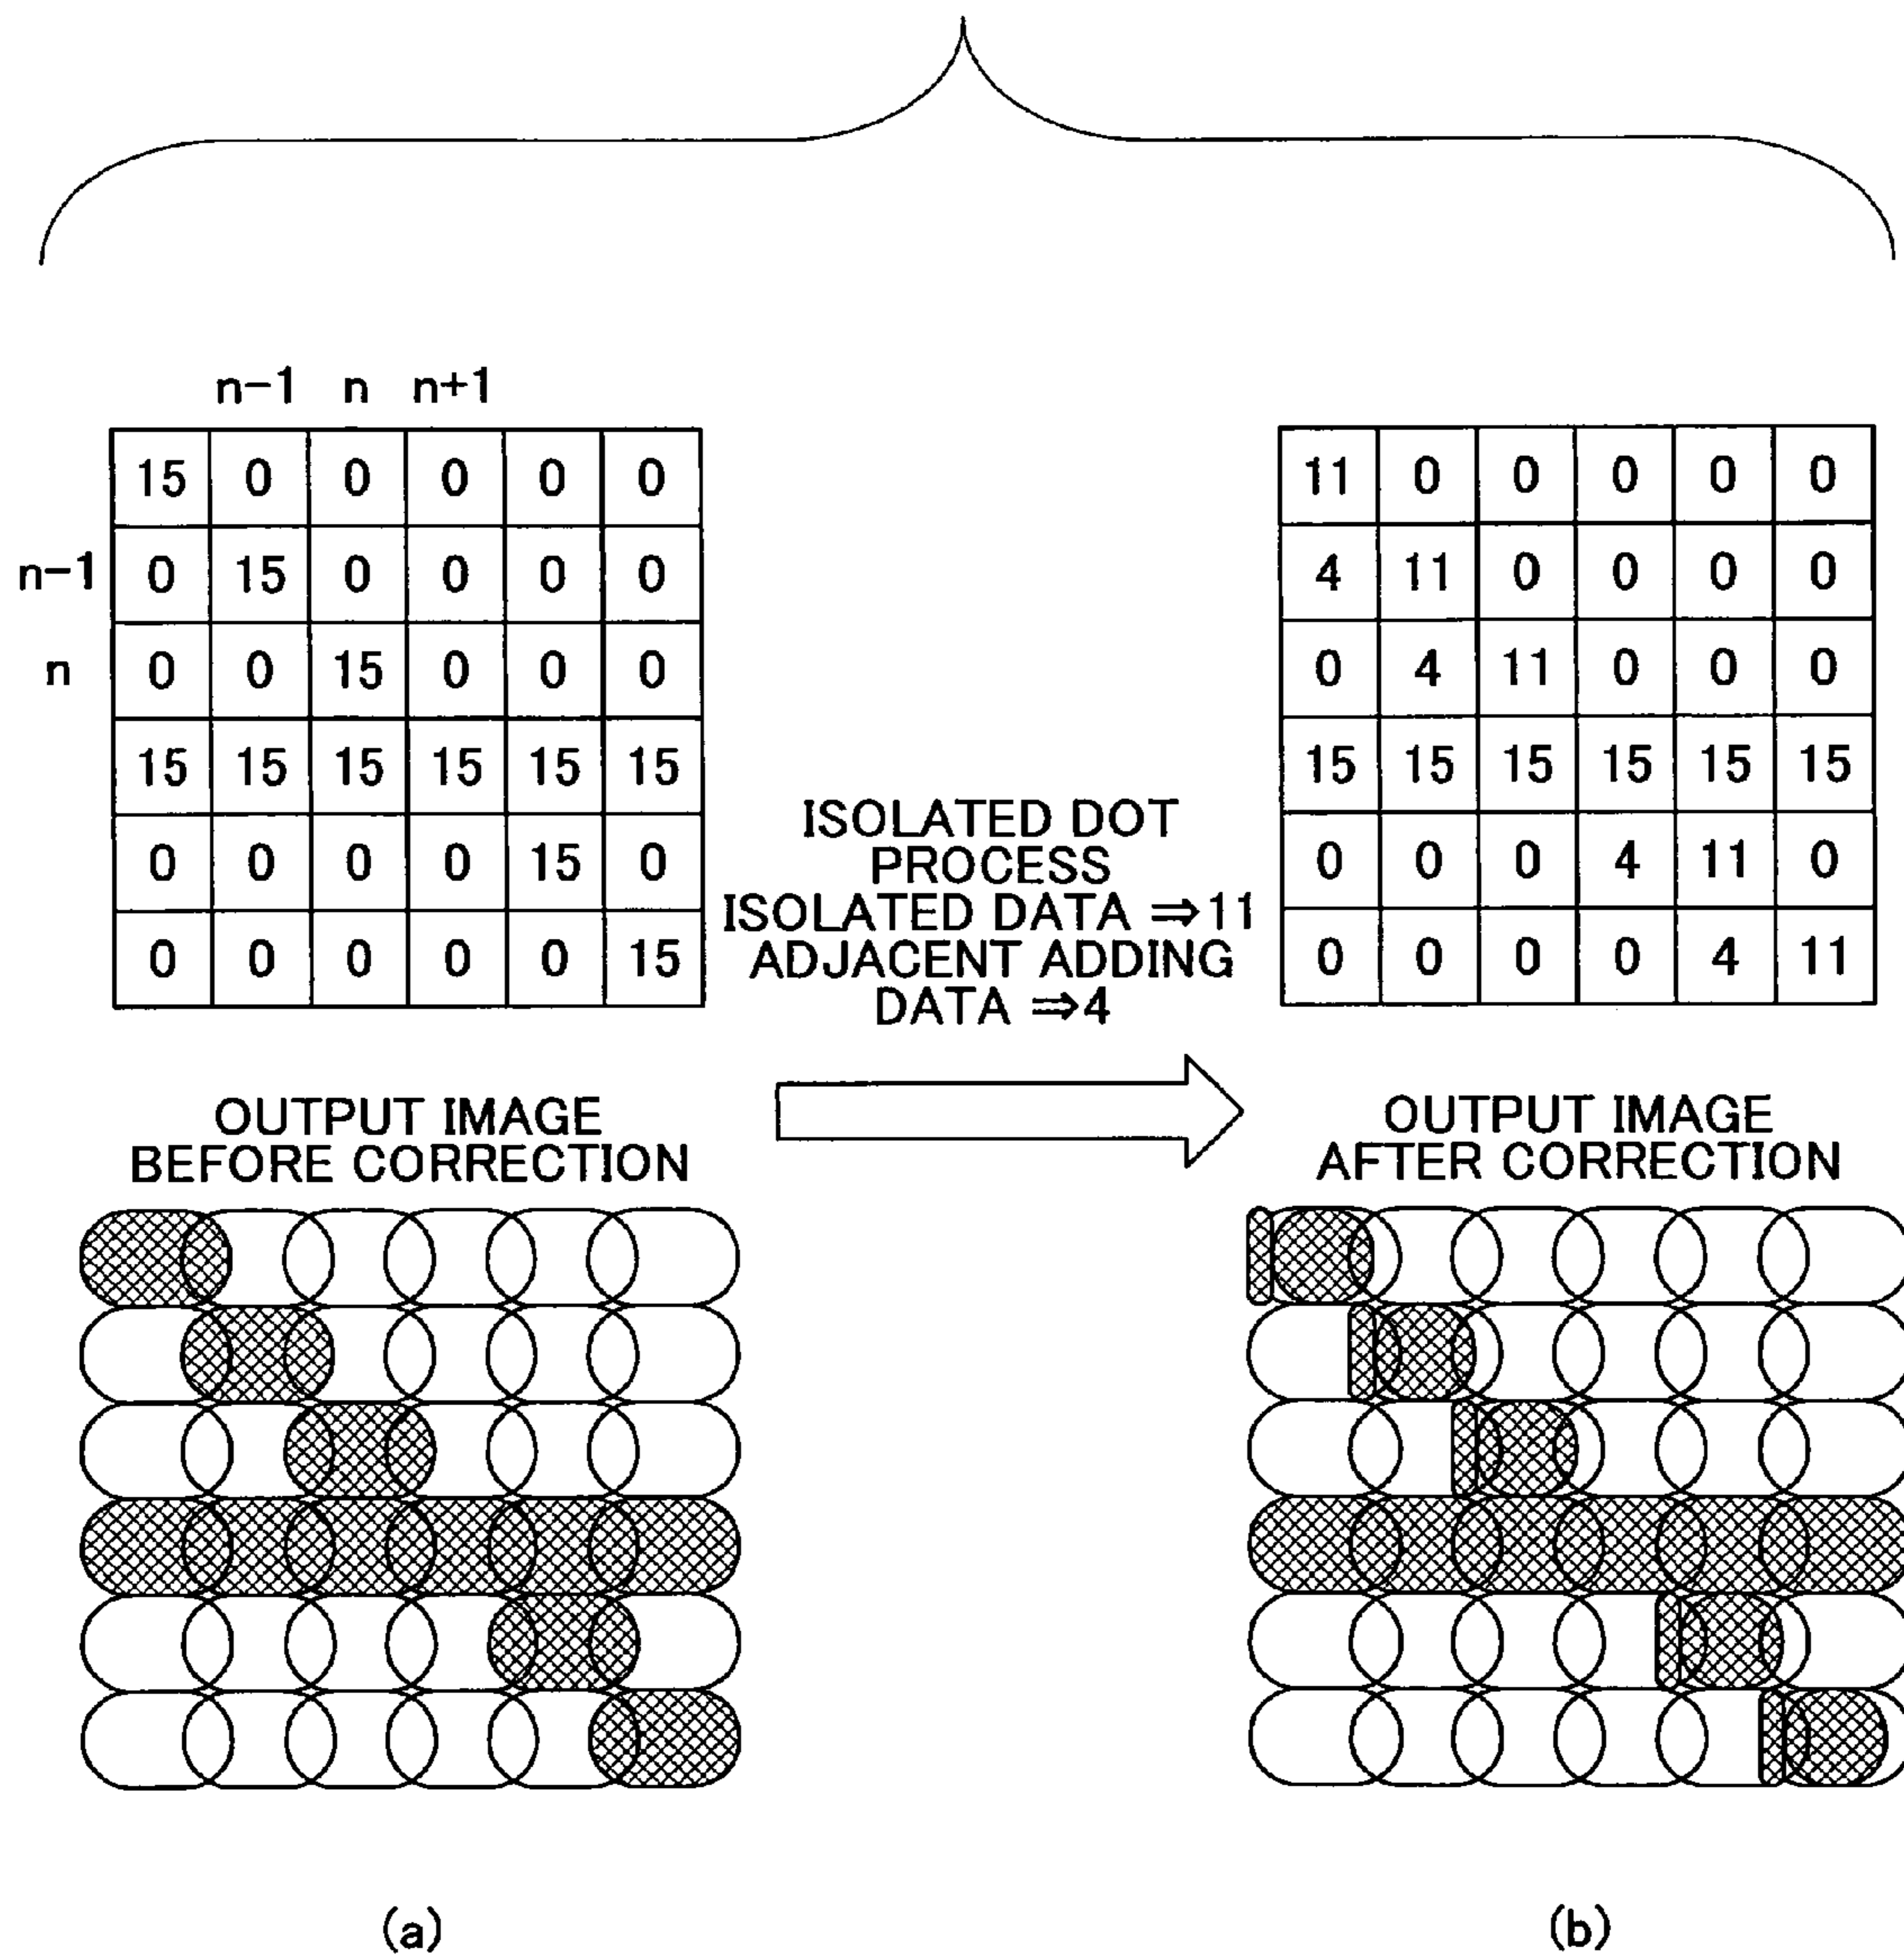 n-1 n n+1
15 0 0 0 0 0
n-1 0 15 0 0 0 0
n 0 0 15 0 0 0
15 15 15 15 15 15
0 0 0 0 15 0
0 0 0 0 0 15
ISOLATED DOT
PROCESS
ISOLATED DATA ⇒11
ADJACENT ADDING
DATA ⇒4
11 0 0 0 0 0
4 11 0 0 0 0
0 4 11 0 0 0
15 15 15 15 15 15
0 0 0 4 11 0
0 0 0 0 4 11
OUTPUT IMAGE
BEFORE CORRECTION
OUTPUT IMAGE
AFTER CORRECTION
(a)
(b)